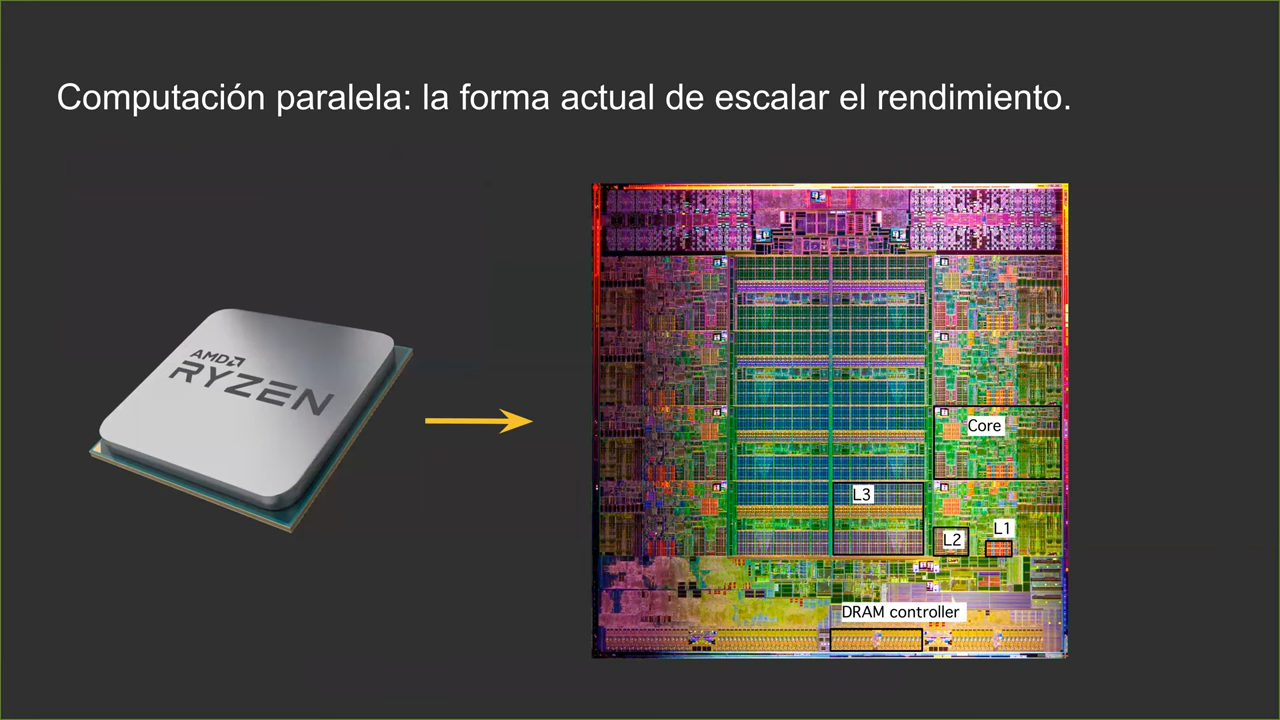 Computación paralela: la forma actual de escalar el rendimiento.
AMD
RYZEN
Core
L3
L2
L1
DRAM controller